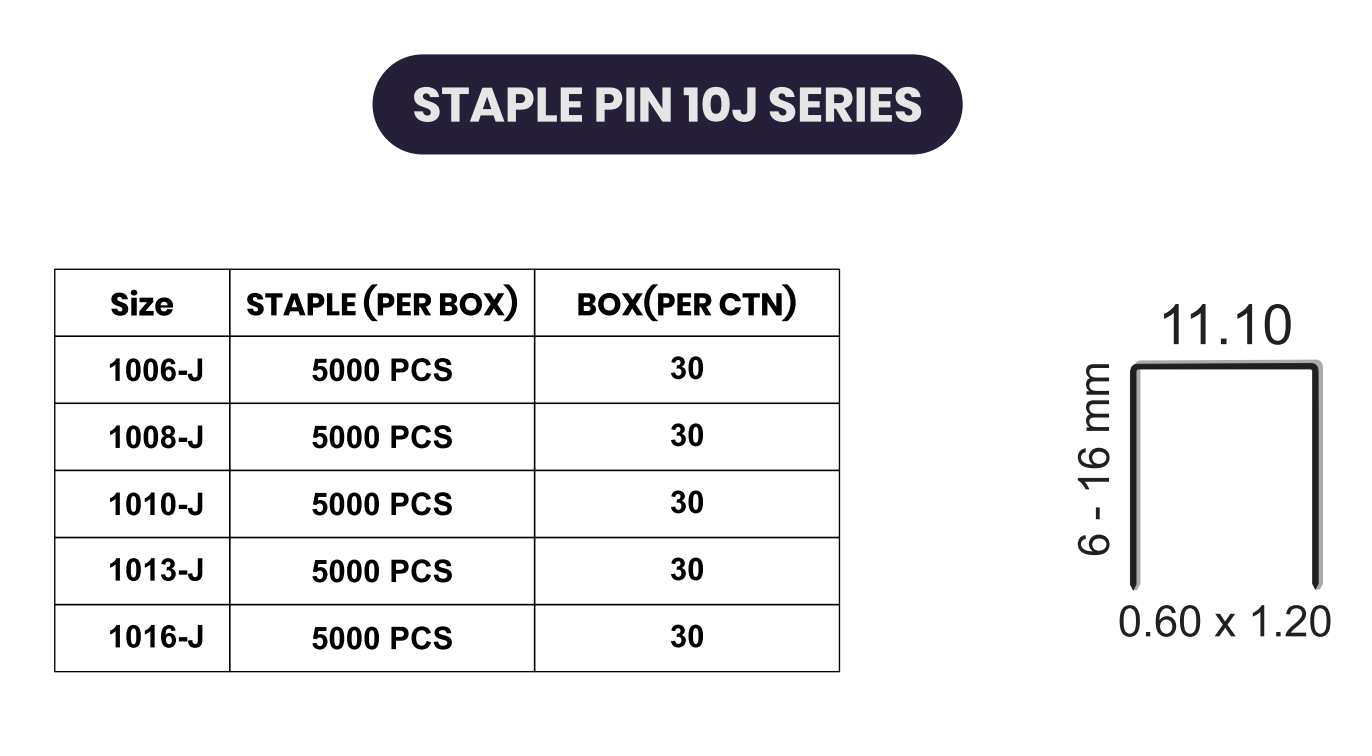 STAPLE PIN 10J SERIES
Size STAPLE (PER BOX) BOX(PER CTN)
1006-J 5000 PCS 30
1008-J 5000 PCS 30
1010-J 5000 PCS 30
1013-J 5000 PCS 30
1016-J 5000 PCS 30
11.10
6 - 16 mm
0.60 x 1.20